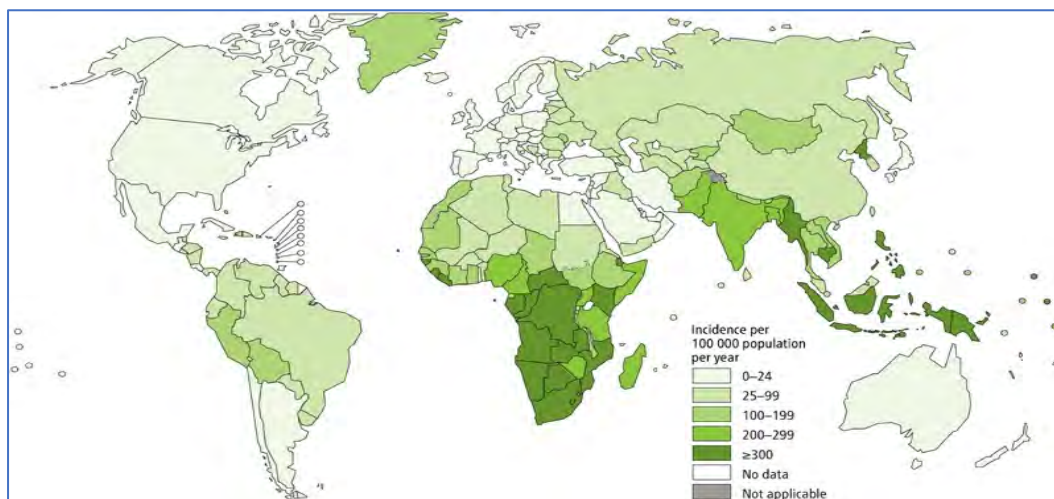 Incidence per
100 000 population
per year
0–24
25–99
100–199
200–299
≥300
No data
Not applicable